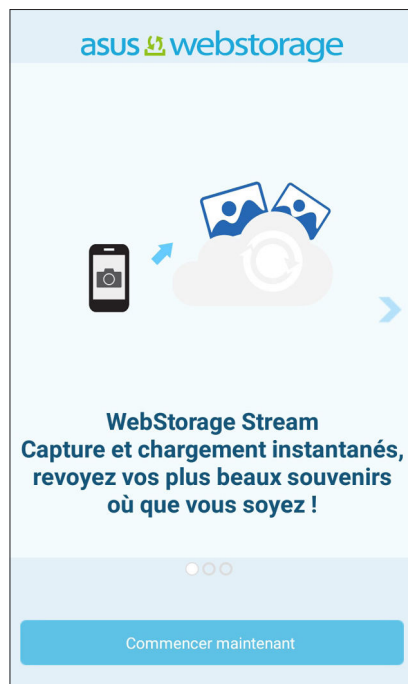 asus webstorage
WebStorage Stream
Capture et chargement instantanés,
revoyez vos plus beaux souvenirs
où que vous soyez !
Commencer maintenant